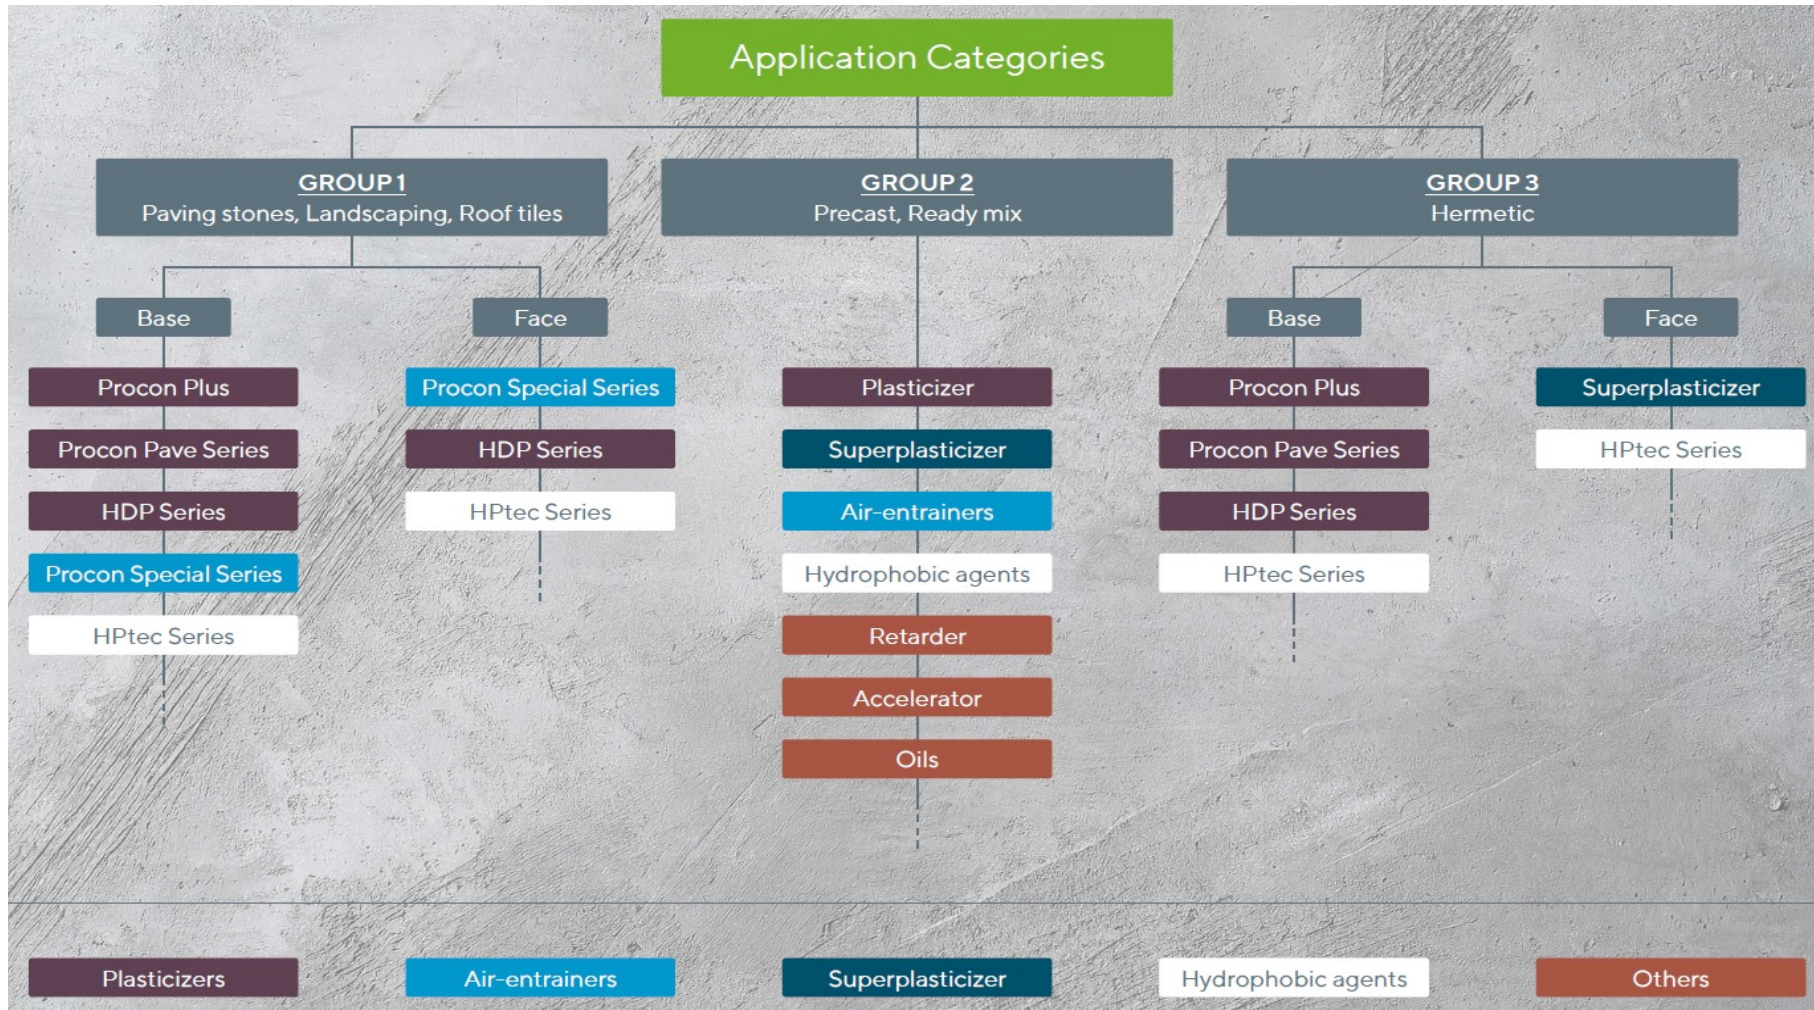 Application Categories
GROUP 1
Paving stones, Landscaping, Roof tiles
GROUP 2
Precast, Ready mix
GROUP 3
Hermetic
Base
Face
Base
Face
Procon Plus
Procon Pave Series
HDP Series
Procon Special Series
HPtec Series
Procon Special Series
HDP Series
HPtec Series
Plasticizer
Superplasticizer
Air-entrainers
Hydrophobic agents
Retarder
Accelerator
Oils
Procon Plus
Procon Pave Series
HDP Series
HPtec Series
Superplasticizer
HPtec Series
Plasticizers
Air-entrainers
Superplasticizer
Hydrophobic agents
Others